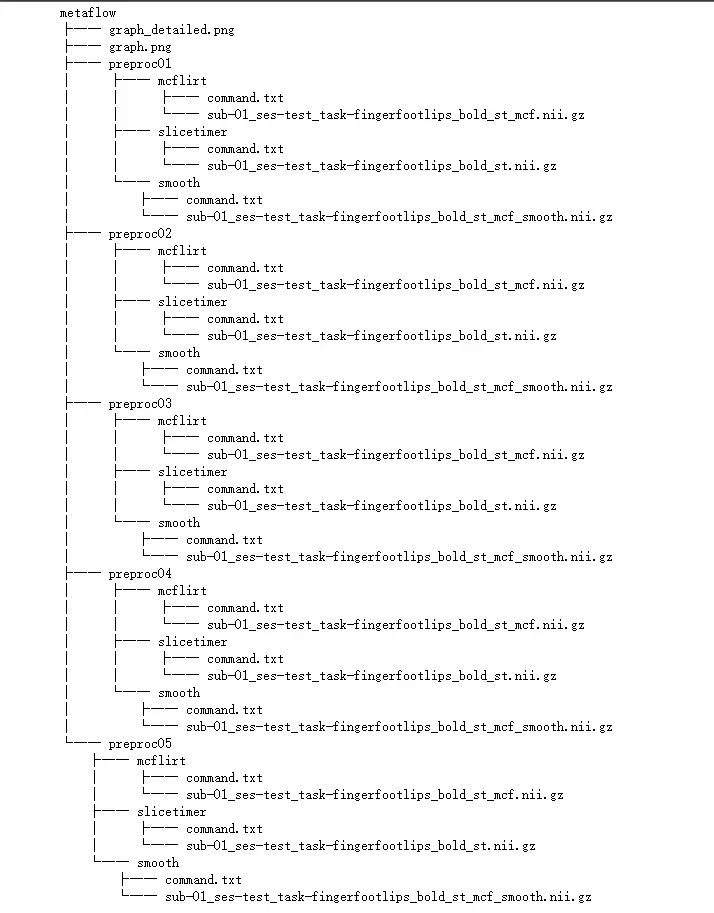 metaflow
├── graph_detailed.png
├── graph.png
├── preproc01
│   ├── mcflirt
│   │   ├── command.txt
│   │   └── sub-01_ses-test_task-fingerfootlips_bold_st_mcf.nii.gz
│   ├── slicetimer
│   │   ├── command.txt
│   │   └── sub-01_ses-test_task-fingerfootlips_bold_st.nii.gz
│   └── smooth
│       ├── command.txt
│       └── sub-01_ses-test_task-fingerfootlips_bold_st_mcf_smooth.nii.gz
├── preproc02
│   ├── mcflirt
│   │   ├── command.txt
│   │   └── sub-01_ses-test_task-fingerfootlips_bold_st_mcf.nii.gz
│   ├── slicetimer
│   │   ├── command.txt
│   │   └── sub-01_ses-test_task-fingerfootlips_bold_st.nii.gz
│   └── smooth
│       ├── command.txt
│       └── sub-01_ses-test_task-fingerfootlips_bold_st_mcf_smooth.nii.gz
├── preproc03
│   ├── mcflirt
│   │   ├── command.txt
│   │   └── sub-01_ses-test_task-fingerfootlips_bold_st_mcf.nii.gz
│   ├── slicetimer
│   │   ├── command.txt
│   │   └── sub-01_ses-test_task-fingerfootlips_bold_st.nii.gz
│   └── smooth
│       ├── command.txt
│       └── sub-01_ses-test_task-fingerfootlips_bold_st_mcf_smooth.nii.gz
├── preproc04
│   ├── mcflirt
│   │   ├── command.txt
│   │   └── sub-01_ses-test_task-fingerfootlips_bold_st_mcf.nii.gz
│   ├── slicetimer
│   │   ├── command.txt
│   │   └── sub-01_ses-test_task-fingerfootlips_bold_st.nii.gz
│   └── smooth
│       ├── command.txt
│       └── sub-01_ses-test_task-fingerfootlips_bold_st_mcf_smooth.nii.gz
└── preproc05
    ├── mcflirt
    │   ├── command.txt
    │   └── sub-01_ses-test_task-fingerfootlips_bold_st_mcf.nii.gz
    ├── slicetimer
    │   ├── command.txt
    │   └── sub-01_ses-test_task-fingerfootlips_bold_st.nii.gz
    └── smooth
        ├── command.txt
        └── sub-01_ses-test_task-fingerfootlips_bold_st_mcf_smooth.nii.gz